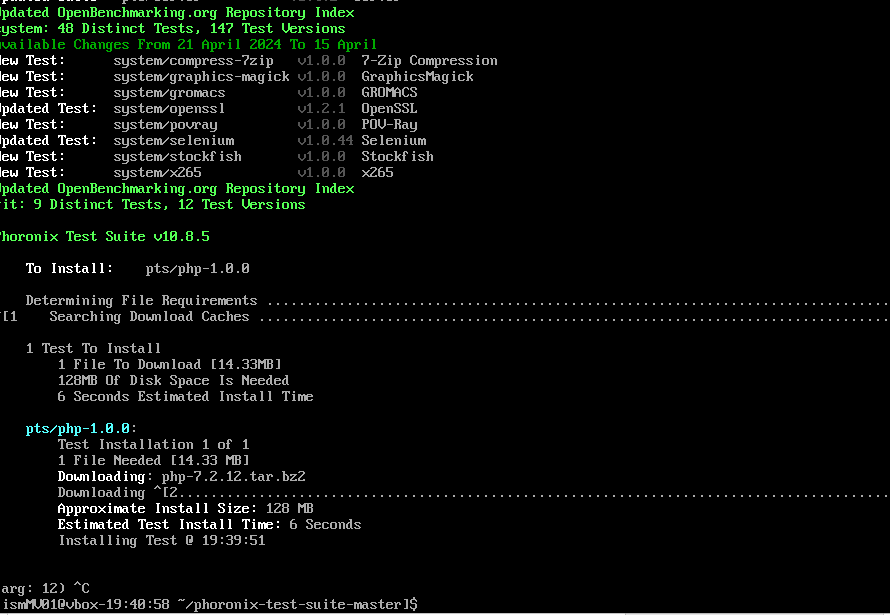 pdated OpenBenchmarking.org Repository Index
ystem: 48 Distinct Tests, 147 Test Versions
vailable Changes From 21 April 2024 To 15 April
ew Test: system/compress-7zip v1.0.0 7-Zip Compression
ew Test: system/graphics-magick v1.0.0 GraphicsMagick
ew Test: system/gromacs v1.0.0 GROMACS
pdated Test: system/openssl v1.2.1 OpenSSL
ew Test: system/povray v1.0.0 POV-Ray
pdated Test: system/selenium v1.0.44 Selenium
ew Test: system/stockfish v1.0.0 Stockfish
ew Test: system/x265 v1.0.0 x265
pdated OpenBenchmarking.org Repository Index
it: 9 Distinct Tests, 12 Test Versions
horonix Test Suite v10.8.5
To Install: pts/php-1.0.0
Determining File Requirements ..............................................................................
[1 Searching Download Caches ...............................................................................
1 Test To Install
1 File To Download [14.33MB]
128MB Of Disk Space Is Needed
6 Seconds Estimated Install Time
pts/php-1.0.0:
Test Installation 1 of 1
1 File Needed [14.33 MB]
Downloading: php-7.2.12.tar.bz2
Downloading ^[2.........................................................................................
Approximate Install Size: 128 MB
Estimated Test Install Time: 6 Seconds
Installing Test @ 19:39:51
arg: 12) ^C
ismMV01@vbox-19:40:58 ~/phoronix-test-suite-master]$